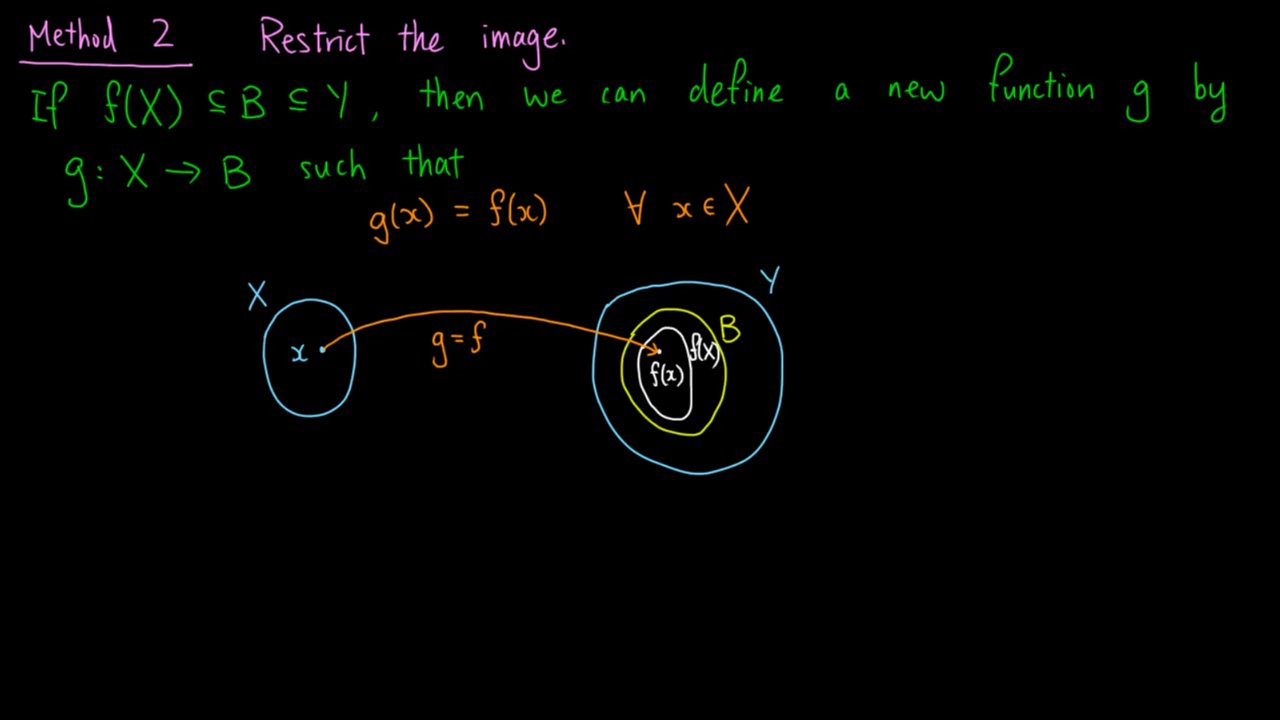 Method 2 Restrict the image.
If f(X) ⊆ B ⊆ Y, then we can define a new function g by
g: X → B such that
g(x) = f(x) ∀ x ∈ X
X
Y
B
x
g=f
f(X)
f(x)